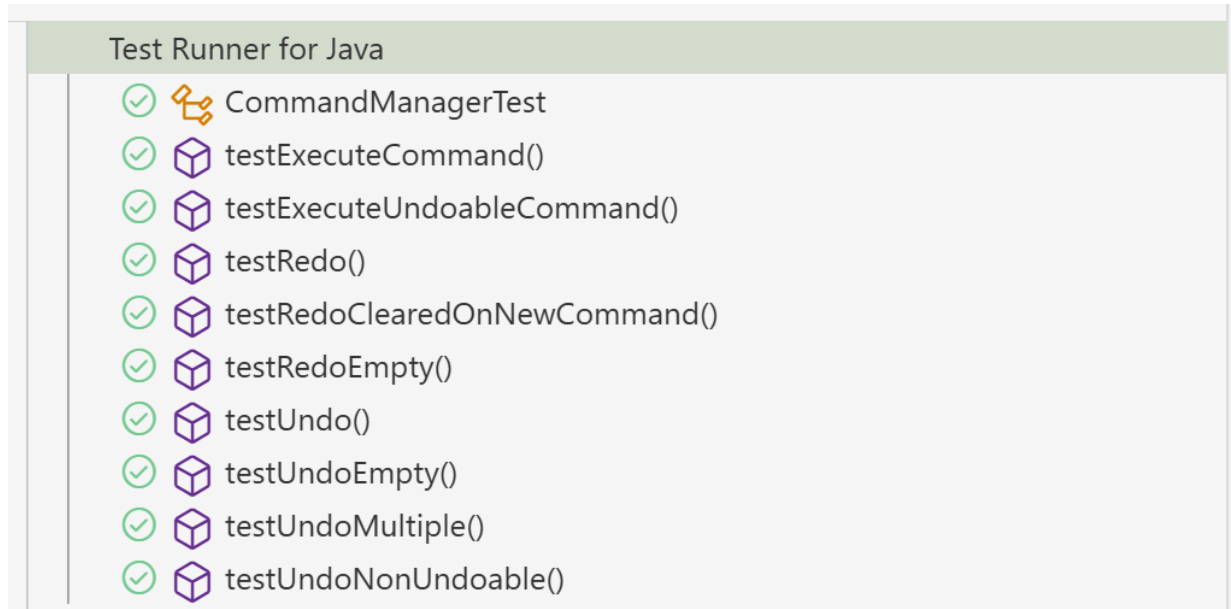 Test Runner for Java
CommandManagerTest
testExecuteCommand()
testExecuteUndoableCommand()
testRedo()
testRedoClearedOnNewCommand()
testRedoEmpty()
testUndo()
testUndoEmpty()
testUndoMultiple()
testUndoNonUndoable()